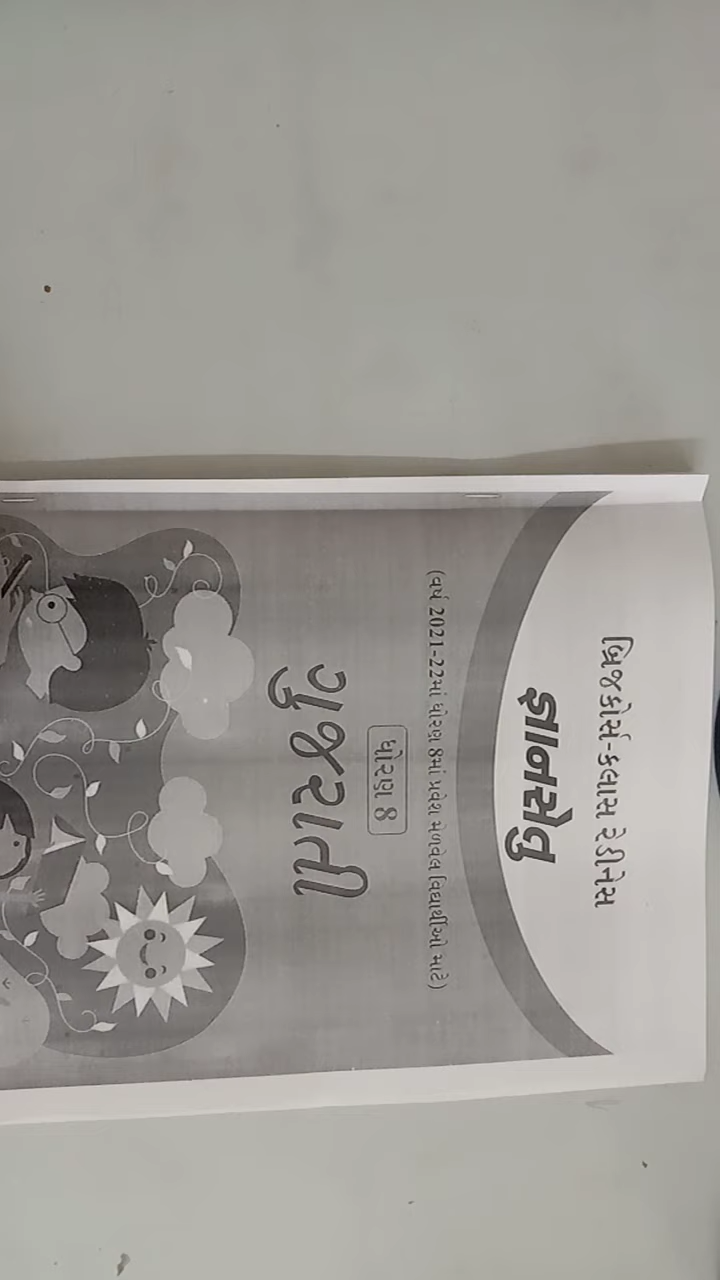 બ્રિજકોર્સ-ક્લાસ રેડીનેસ
જ્ઞાનસેતુ
(વર્ષ 2021-22માં ધોરણ 8માં પ્રવેશ મેળવેલ વિદ્યાર્થીઓ માટે)
ધોરણ 8
ગુજરાતી